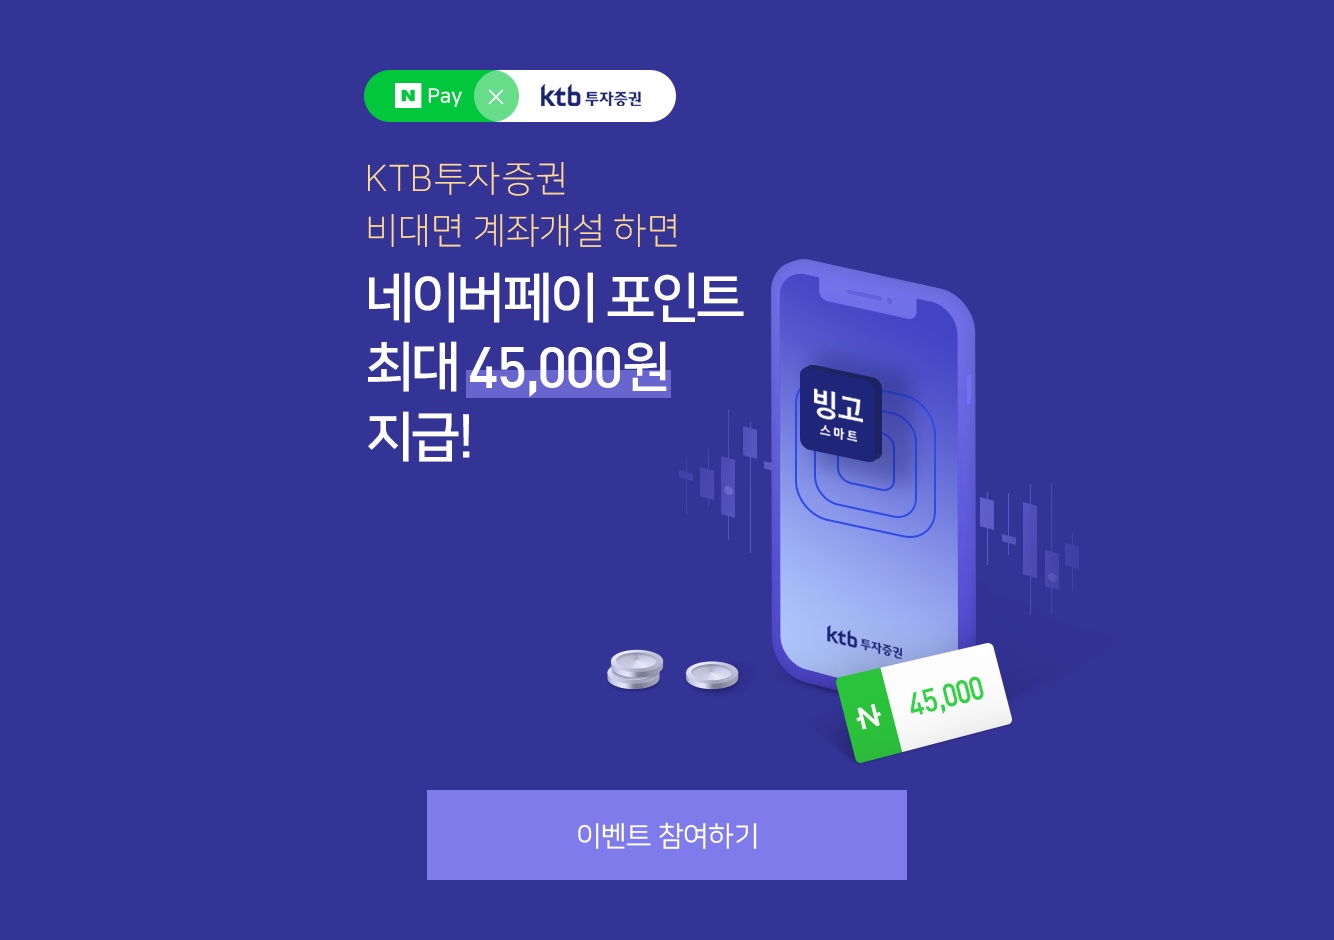 N Pay × ktb 투자증권
KTB투자증권
비대면 계좌개설 하면
네이버페이 포인트
최대 45,000원
지급!
빙고
스마트
ktb 투자증권
N 45,000
이벤트 참여하기